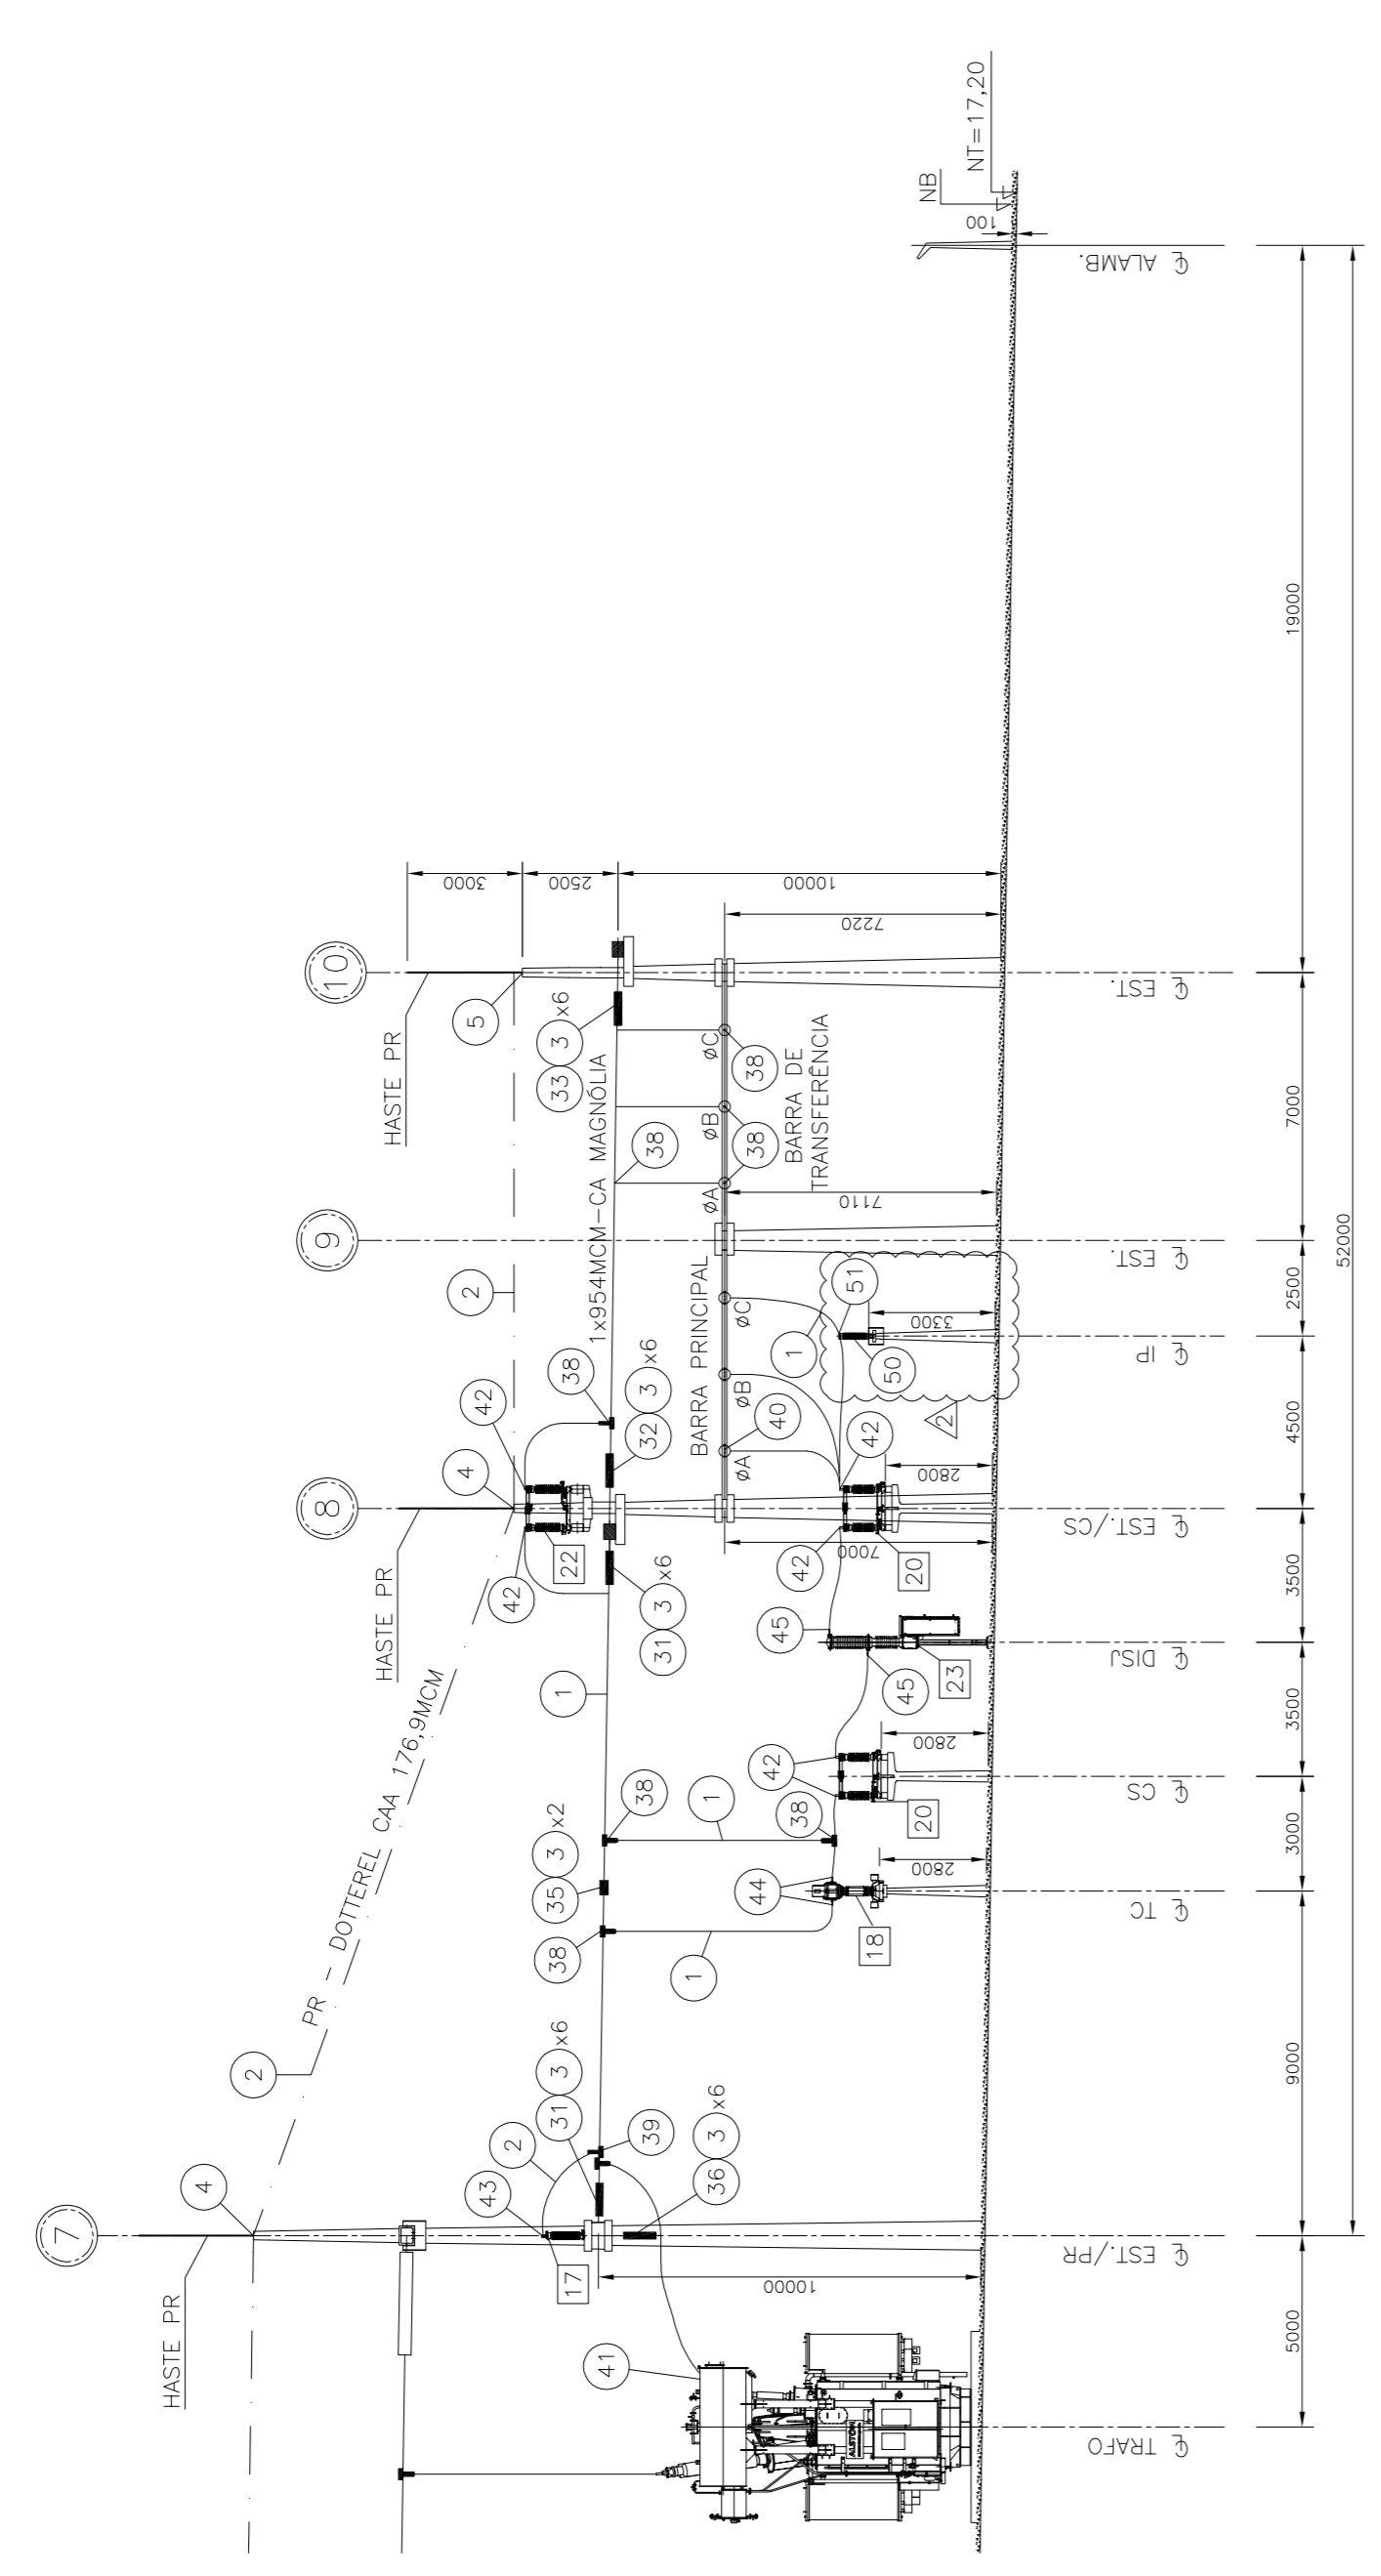 7
8
9
10
HASTE PR
HASTE PR
HASTE PR
4
2
PR - DOTTEREL CAA 176,9MCM
4
42
42
22
2
5
3000
2500
10000
7220
43
17
2
31
3
x6
39
36
3
x6
10000
41
ALSTOM
38
35
3
x2
38
1
1
1
31
3
x6
32
3
x6
38
1x954MCM-CA MAGNÓLIA
33
3
x6
38
38
38
BARRA PRINCIPAL
øA
øB
øC
40
BARRA DE
TRANSFERÊNCIA
øA
øB
øC
7110
7000
44
18
2800
38
42
20
2800
45
45
23
42
42
20
2800
1
51
50
3300
2
NB
NT=17,20
100
℄ TRAFO
℄ EST./PR
℄ TC
℄ CS
℄ DISJ
℄ EST./CS
℄ IP
℄ EST.
℄ EST.
℄ ALAMB.
5000
9000
3000
3500
3500
4500
2500
7000
19000
52000